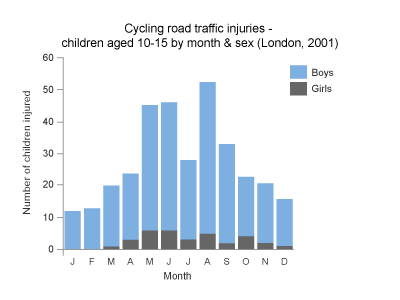 Cycling road traffic injuries -
children aged 10-15 by month & sex (London, 2001)
Number of children injured
60
50
40
30
20
10
0
J F M A M J J A S O N D
Month
Boys
Girls